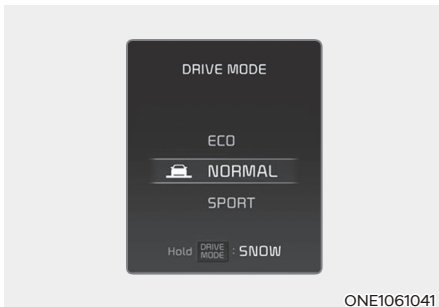 DRIVE MODE
ECO
NORMAL
SPORT
Hold DRIVE MODE : SNOW
ONE1061041